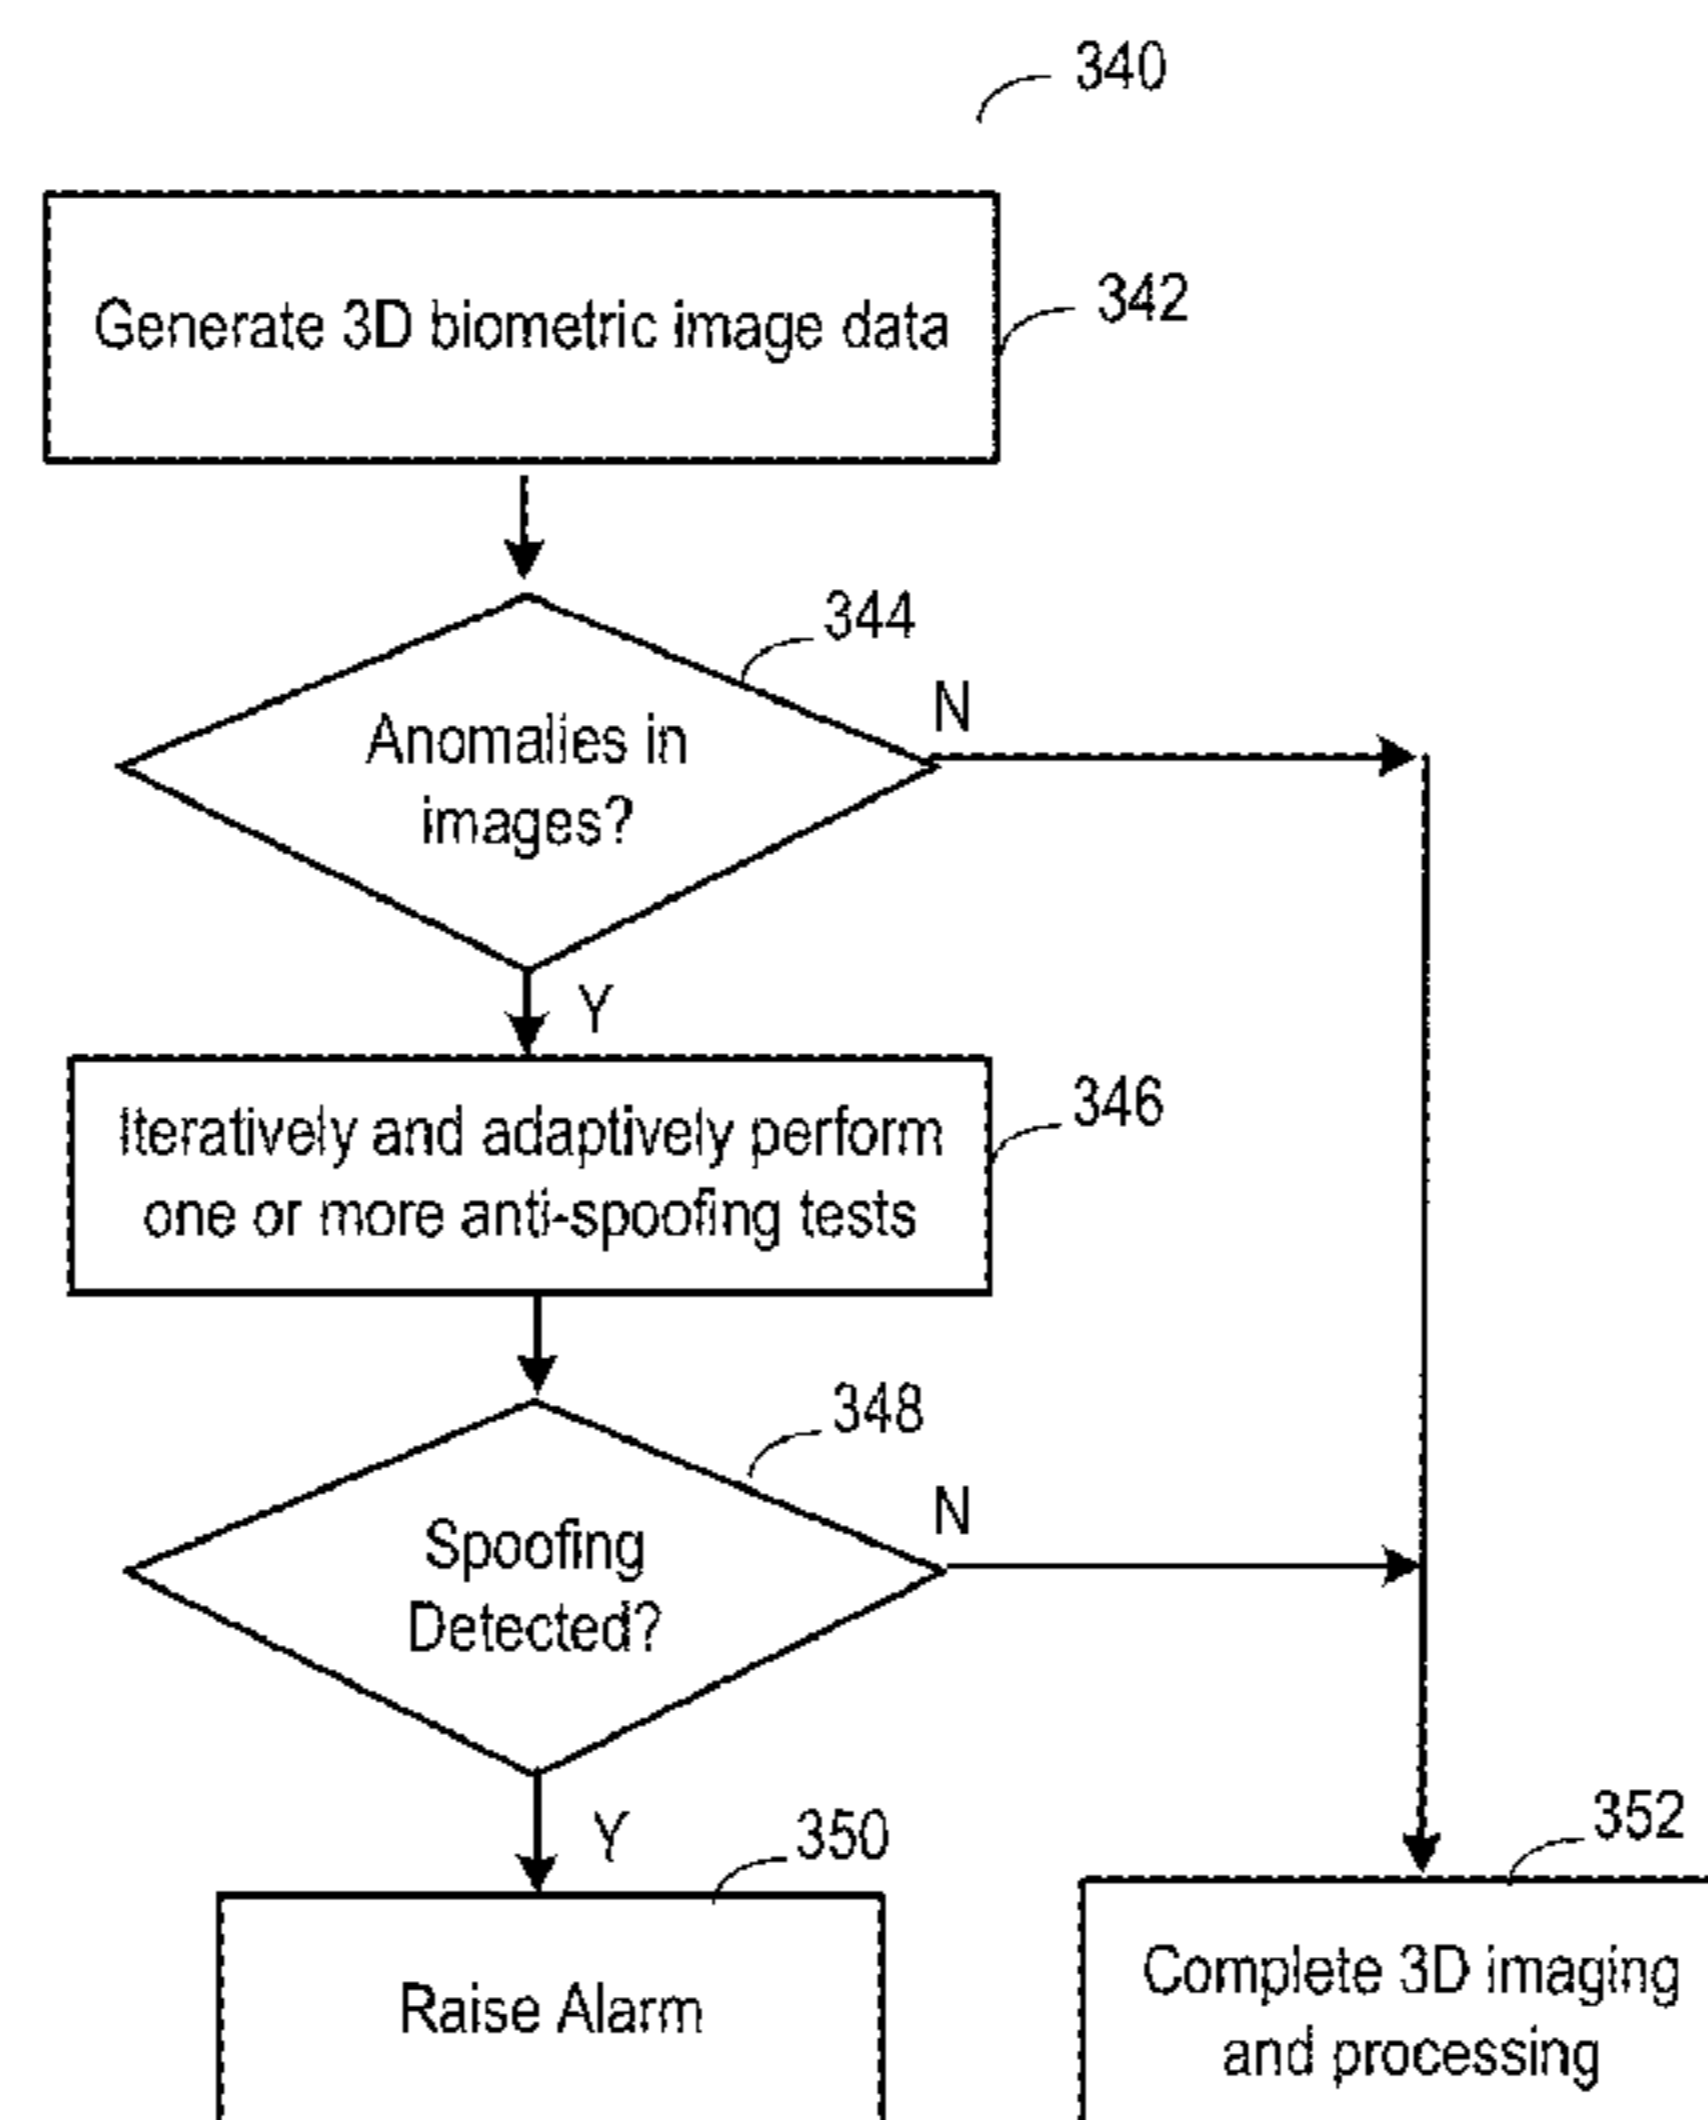 340
Generate 3D biometric image data
342
344
Anomalies in
images?
N
Y
Iteratively and adaptively perform
one or more anti-spoofing tests
346
348
Spoofing
Detected?
N
Y
350
Raise Alarm
352
Complete 3D imaging
and processing